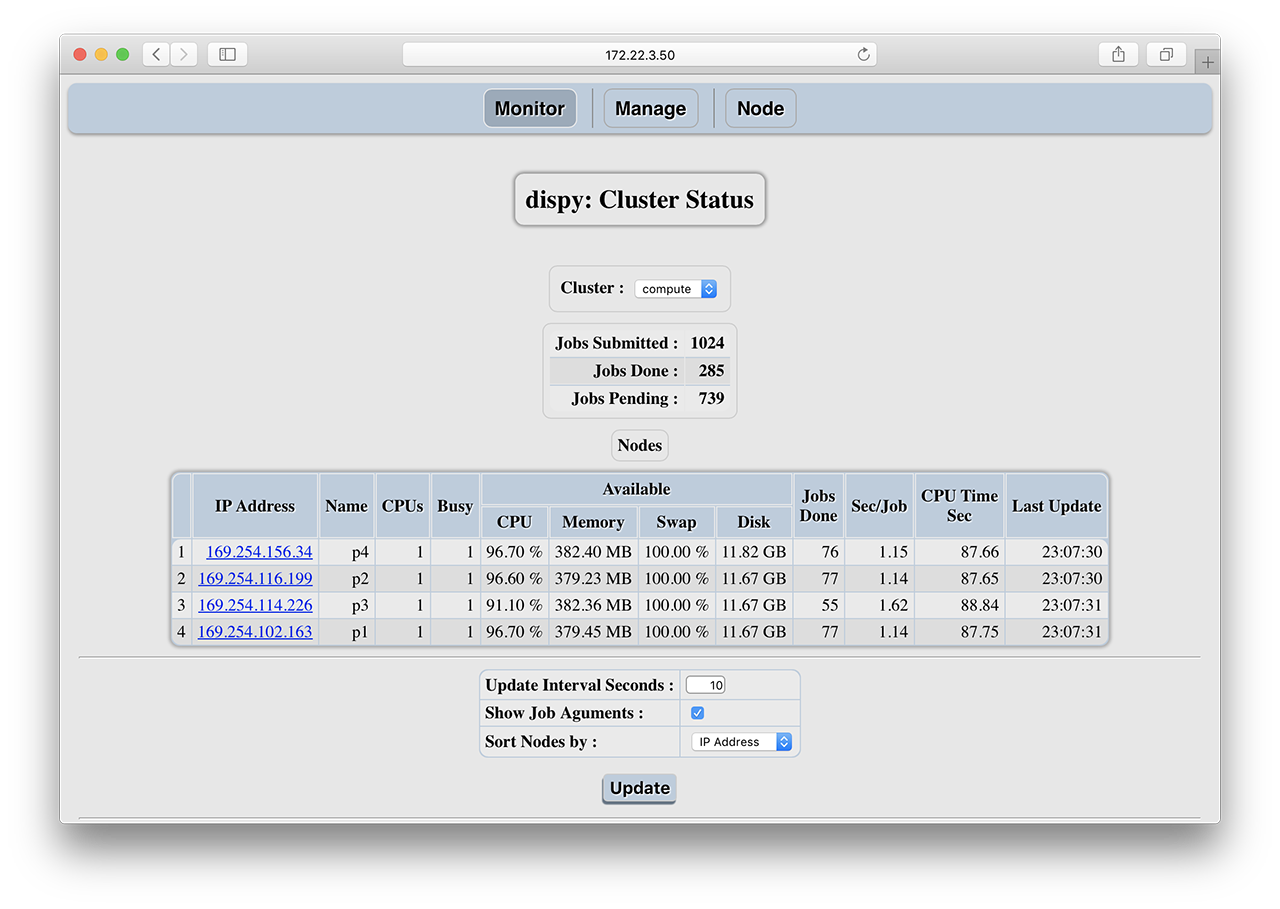 172.22.3.50
Monitor Manage Node
dispy: Cluster Status
Cluster : compute
Jobs Submitted : 1024
Jobs Done : 285
Jobs Pending : 739
Nodes
IP Address Name CPUs Busy Available Jobs Done Sec/Job CPU Time Sec Last Update
CPU Memory Swap Disk
1 169.254.156.34 p4 1 1 96.70 % 382.40 MB 100.00 % 11.82 GB 76 1.15 87.66 23:07:30
2 169.254.116.199 p2 1 1 96.60 % 379.23 MB 100.00 % 11.67 GB 77 1.14 87.65 23:07:30
3 169.254.114.226 p3 1 1 91.10 % 382.36 MB 100.00 % 11.67 GB 55 1.62 88.84 23:07:31
4 169.254.102.163 p1 1 1 96.70 % 379.45 MB 100.00 % 11.67 GB 77 1.14 87.75 23:07:31
Update Interval Seconds : 10
Show Job Aguments :
Sort Nodes by : IP Address
Update